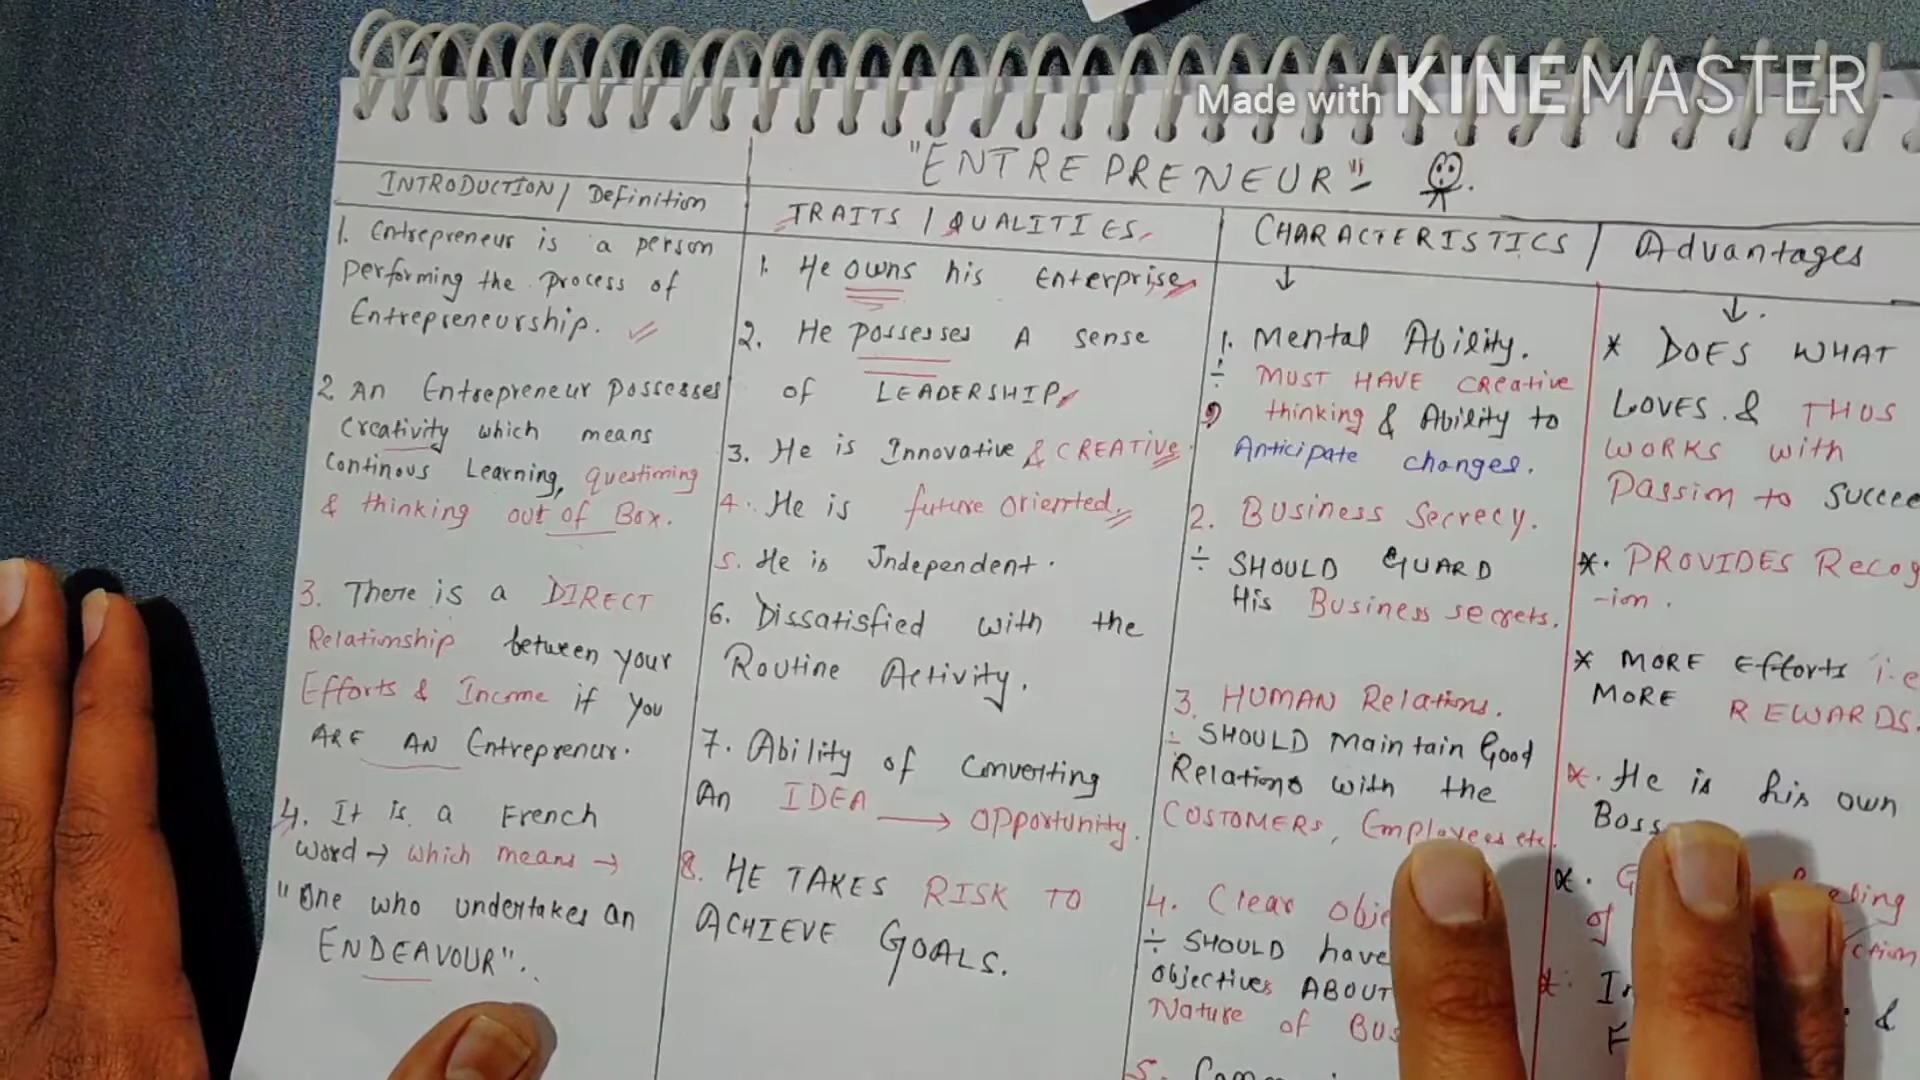 Made with KINEMASTER
"ENTREPRENEUR"
INTRODUCTION/ Definition
1. Entrepreneur is a person
performing the process of
Entrepreneurship.
2. An Entrepreneur possesses
Creativity which means
Continous Learning, questioning
& thinking out of Box.
3. There is a DIRECT
Relationship between your
Efforts & Income if you
ARE AN Entreprenur.
4. It is a French
word → which means →
"One who undertakes an
ENDEAVOUR".
TRAITS / QUALITIES
1. He owns his Enterprise
2. He possesses A sense
of LEADERSHIP
3. He is Innovative & CREATIVE
4. He is future oriented
5. He is Independent.
6. Dissatisfied with the
Routine Activity.
7. Ability of converting
An IDEA → opportunity.
8. HE TAKES RISK TO
ACHIEVE GOALS.
CHARACTERISTICS /
1. Mental Ability.
÷ MUST HAVE Creative
thinking & Ability to
Anticipate changes.
2. Business Secrecy.
÷ SHOULD GUARD
His Business secrets.
3. HUMAN Relations.
÷ SHOULD maintain Good
Relations with the
CUSTOMERS, Employees etc.
4. Clear
÷ SHOULD have
objectives ABOUT
Nature of
5.
Advantages
* DOES WHAT
LOVES & THUS
WORKS with
Passion to
* PROVIDES
-ion.
* MORE Efforts i.e
MORE REWARDS.
* He is his own
Boss
of
&